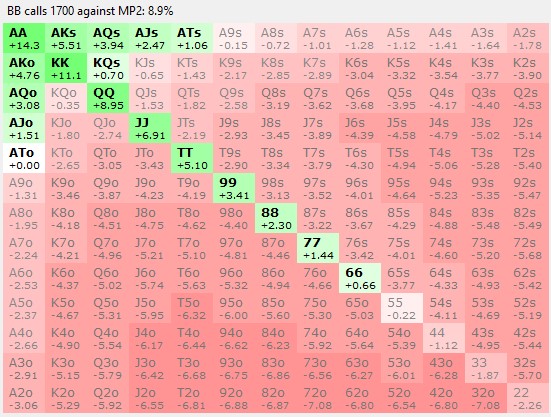 BB calls 1700 against MP2: 8.9%
AA AKs AQs AJs ATs A9s A8s A7s A6s A5s A4s A3s A2s
+14.3 +5.51 +3.94 +2.47 +1.06 -0.15 -0.72 -1.01 -1.28 -1.12 -1.41 -1.64 -1.78
AKo KK KQs KJs KTs K9s K8s K7s K6s K5s K4s K3s K2s
+4.76 +11.1 +0.70 -0.65 -1.43 -2.17 -2.85 -2.89 -3.04 -3.32 -3.54 -3.77 -3.90
AQo KQo QQ QJs QTs Q9s Q8s Q7s Q6s Q5s Q4s Q3s Q2s
+3.08 -0.35 +8.95 -1.53 -1.82 -2.58 -3.19 -3.62 -3.68 -3.95 -4.17 -4.40 -4.53
AJo KJo QJo JJ JTs J9s J8s J7s J6s J5s J4s J3s J2s
+1.51 -1.80 -2.74 +6.91 -2.19 -2.93 -3.45 -3.89 -4.39 -4.58 -4.79 -5.02 -5.14
ATo KTo QTo JTo TT T9s T8s T7s T6s T5s T4s T3s T2s
+0.00 -2.65 -3.05 -3.43 +5.10 -2.90 -3.34 -3.79 -4.30 -4.94 -5.06 -5.28 -5.40
A9o K9o Q9o J9o T9o 99 98s 97s 96s 95s 94s 93s 92s
-1.31 -3.46 -3.87 -4.23 -4.19 +3.41 -3.13 -3.52 -4.01 -4.64 -5.23 -5.35 -5.47
A8o K8o Q8o J8o T8o 98o 88 87s 86s 85s 84s 83s 82s
-1.95 -4.18 -4.51 -4.75 -4.62 -4.40 +2.30 -3.22 -3.67 -4.29 -4.88 -5.48 -5.49
A7o K7o Q7o J7o T7o 97o 87o 77 76s 75s 74s 73s 72s
-2.24 -4.21 -4.96 -5.21 -5.10 -4.81 -4.46 +1.44 -3.42 -4.01 -4.60 -5.20 -5.68
A6o K6o Q6o J6o T6o 96o 86o 76o 66 65s 64s 63s 62s
-2.53 -4.37 -5.02 -5.74 -5.63 -5.32 -4.94 -4.66 +0.66 -3.77 -4.33 -4.93 -5.42
A5o K5o Q5o J5o T5o 95o 85o 75o 65o 55 54s 53s 52s
-2.37 -4.67 -5.31 -5.95 -6.32 -6.00 -5.60 -5.30 -5.03 -0.22 -4.11 -4.69 -5.19
A4o K4o Q4o J4o T4o 94o 84o 74o 64o 54o 44 43s 42s
-2.66 -4.90 -5.54 -6.17 -6.44 -6.62 -6.23 -5.92 -5.64 -5.39 -1.12 -4.95 -5.44
A3o K3o Q3o J3o T3o 93o 83o 73o 63o 53o 43o 33 32s
-2.91 -5.15 -5.79 -6.42 -6.68 -6.75 -6.86 -6.56 -6.27 -6.01 -6.28 -1.87 -5.70
A2o K2o Q2o J2o T2o 92o 82o 72o 62o 52o 42o 32o 22
-3.06 -5.29 -5.92 -6.55 -6.81 -6.88 -6.87 -7.08 -6.80 -6.54 -6.80 -7.08 -2.26